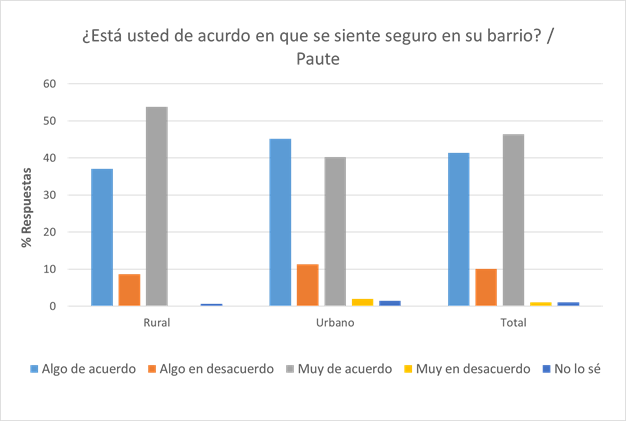 ¿Está usted de acurdo en que se siente seguro en su barrio? /
Paute
60
50
40
30
20
10
0
% Respuestas
Rural
Urbano
Total
Algo de acuerdo
Algo en desacuerdo
Muy de acuerdo
Muy en desacuerdo
No lo sé